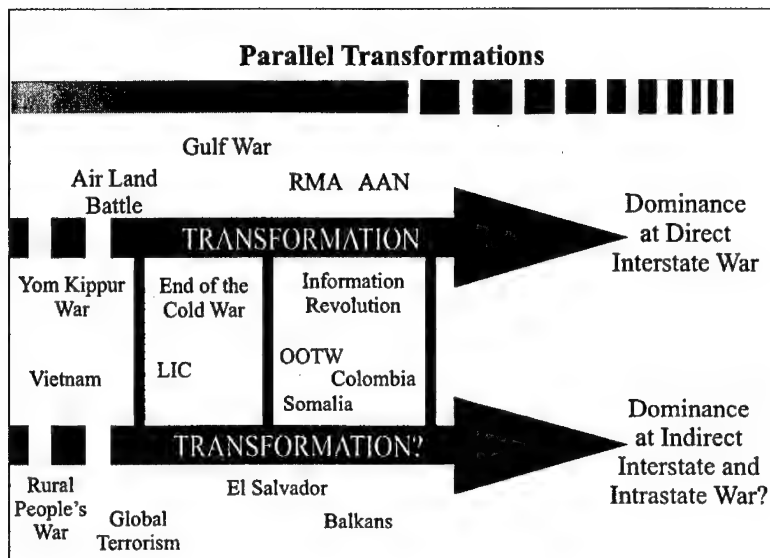 Parallel Transformations
Gulf War
Air Land
Battle
RMA AAN
TRANSFORMATION
Dominance
at Direct
Interstate War
Yom Kippur
War
End of the
Cold War
Information
Revolution
Vietnam
LIC
OOTW
Colombia
Somalia
TRANSFORMATION?
Dominance
at Indirect
Interstate and
Intrastate War?
Rural
People's
War
Global
Terrorism
El Salvador
Balkans